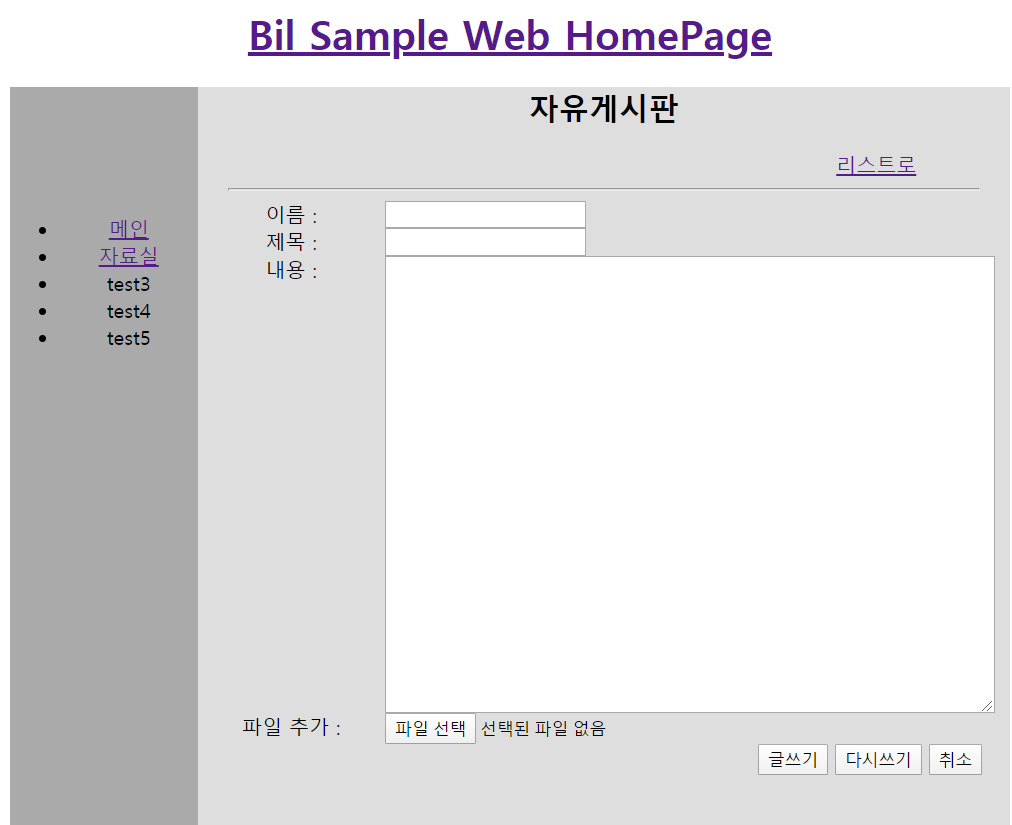 Bil Sample Web HomePage
자유게시판
리스트로
메인
자료실
test3
test4
test5
이름 :
제목 :
내용 :
파일 추가 : 파일 선택 선택된 파일 없음
글쓰기 다시쓰기 취소